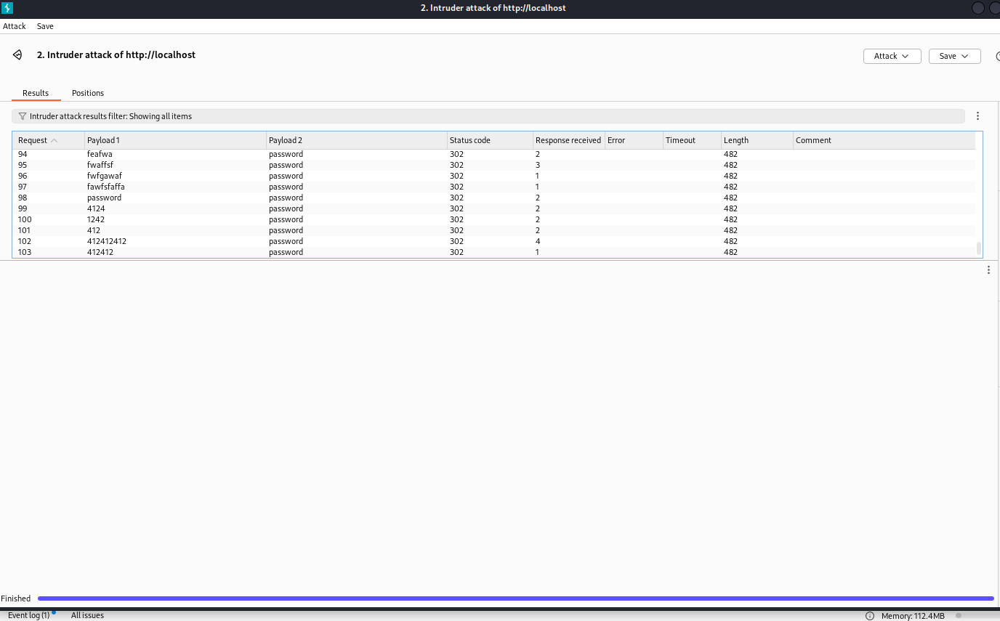 2. Intruder attack of http://localhost
Attack Save
2. Intruder attack of http://localhost
Attack Save
Results Positions
Intruder attack results filter: Showing all items
Request Payload 1 Payload 2 Status code Response received Error Timeout Length Comment
94 feafwa password 302 2 482
95 fwaffsf password 302 3 482
96 fwfgawaf password 302 1 482
97 fawfsfaffa password 302 1 482
98 password password 302 2 482
99 4124 password 302 2 482
100 1242 password 302 2 482
101 412 password 302 2 482
102 412412412 password 302 4 482
103 412412 password 302 1 482
Finished
Event log (1) All issues Memory: 112.4MB